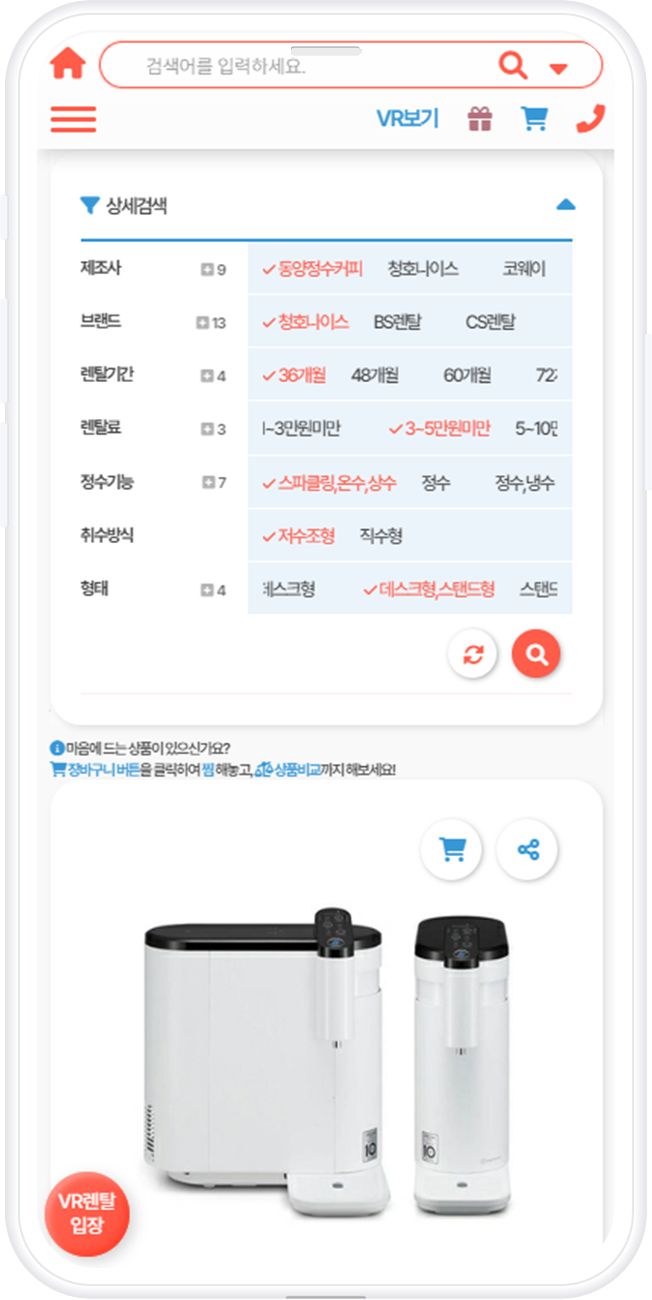 검색어를 입력하세요.
VR보기
상세검색
제조사 9 동양정수커피 청호나이스 코웨이
브랜드 13 청호나이스 BS렌탈 CS렌탈
렌탈기간 4 36개월 48개월 60개월 72
렌탈료 3 1~3만원미만 3~5만원미만 5~10만
정수기능 7 스파클링,온수,상수 정수 정수,냉수
취수방식 저수조형 직수형
형태 4 데스크형 데스크형,스탠드형 스탠드
마음에 드는 상품이 있으신가요?
장바구니 버튼을 클릭하여 찜 해놓고, 상품비교까지 해보세요!
10
10
VR렌탈
입장